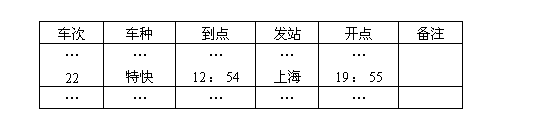 车次 车种 到点 发站 开点 备注
… … … … …
22 特快 12：54 上海 19：55
… … … … …